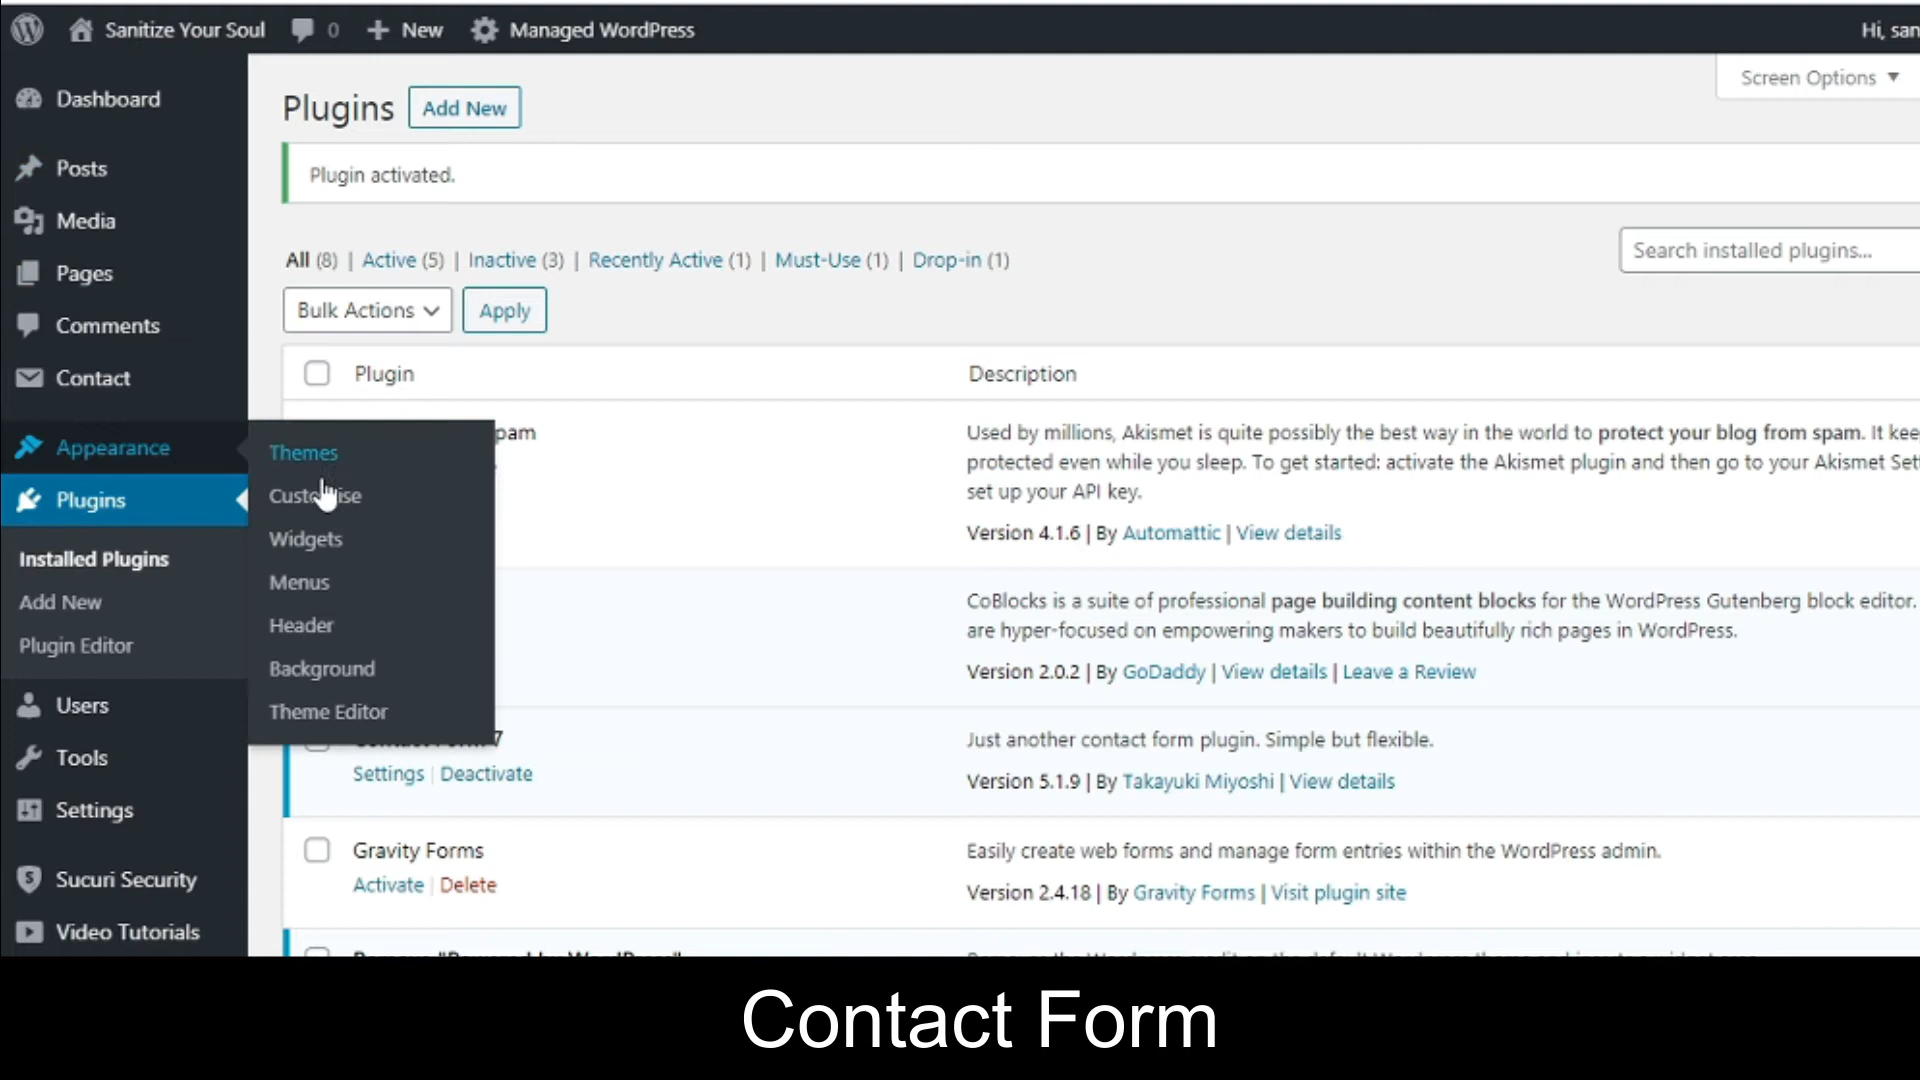 Sanitize Your Soul 0 New Managed WordPress Hi, san
Screen Options
Dashboard
Posts
Media
Pages
Comments
Contact
Appearance
Plugins
Installed Plugins
Add New
Plugin Editor
Users
Tools
Settings
Sucuri Security
Video Tutorials
Themes
Customise
Widgets
Menus
Header
Background
Theme Editor
Plugins Add New
Plugin activated.
All (8) | Active (5) | Inactive (3) | Recently Active (1) | Must-Use (1) | Drop-in (1)
Search installed plugins...
Bulk Actions Apply
Plugin Description
pam
Used by millions, Akismet is quite possibly the best way in the world to protect your blog from spam. It kee
protected even while you sleep. To get started: activate the Akismet plugin and then go to your Akismet Set
set up your API key.
Version 4.1.6 | By Automattic | View details
CoBlocks is a suite of professional page building content blocks for the WordPress Gutenberg block editor.
are hyper-focused on empowering makers to build beautifully rich pages in WordPress.
Version 2.0.2 | By GoDaddy | View details | Leave a Review
Contact Form 7
Settings | Deactivate
Just another contact form plugin. Simple but flexible.
Version 5.1.9 | By Takayuki Miyoshi | View details
Gravity Forms
Activate | Delete
Easily create web forms and manage form entries within the WordPress admin.
Version 2.4.18 | By Gravity Forms | Visit plugin site
Remove "Powered by WordPress"
Contact Form